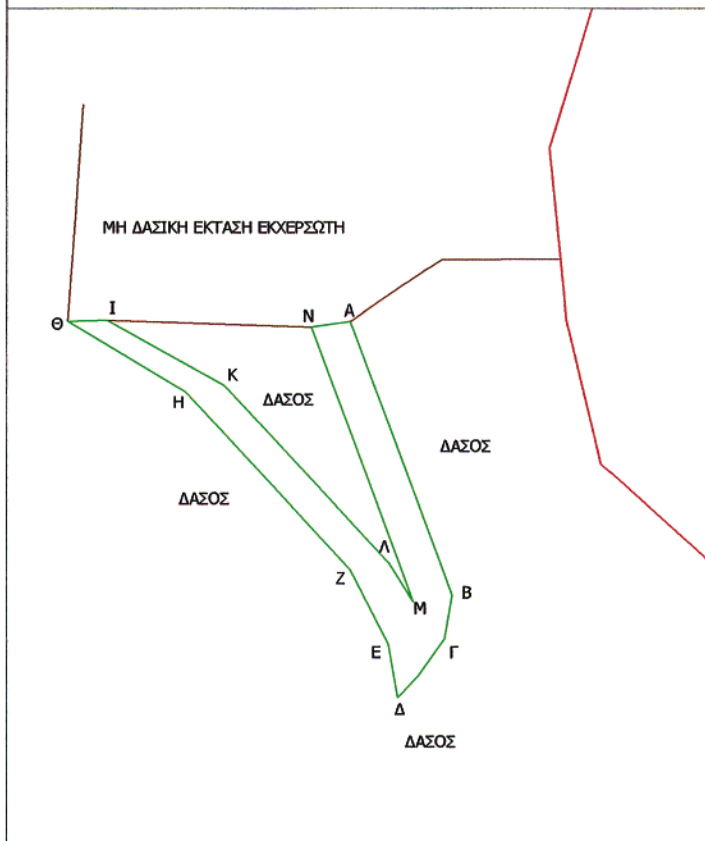 ΜΗ ΔΑΣΙΚΗ ΕΚΤΑΣΗ ΕΚΧΕΡΣΩΤΗ
Θ
Ι
Ν
Α
Κ
Η
ΔΑΣΟΣ
ΔΑΣΟΣ
ΔΑΣΟΣ
Λ
Ζ
Β
Μ
Ε
Γ
Δ
ΔΑΣΟΣ